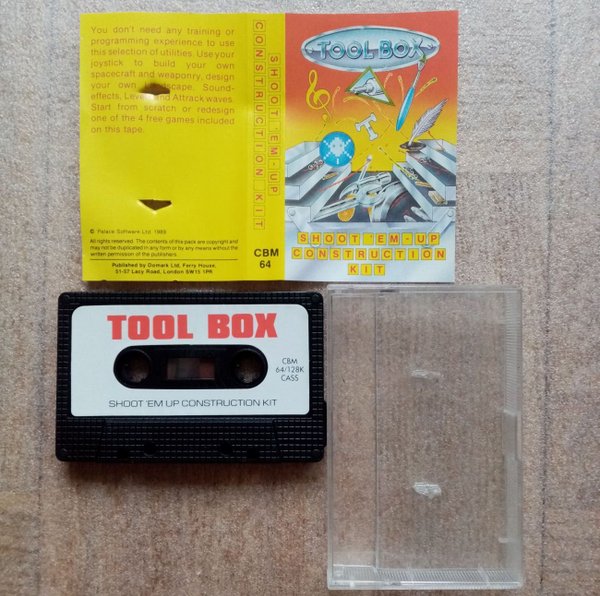 You don't need any training or
programming experience to use
this selection of utilities. Use your
joystick to build your own
spacecraft and weaponry, design
your own Sound-
effects, and Attrack waves.
Start from scratch or redesign
one of the 4 free games included
on this tape.
© Palace Software Ltd. 1989
All rights reserved. The contents of this pack are copyright and
may not be duplicated in any form or by any means without the
written permission of the publishers.
Published by Domark Ltd. Ferry House,
51-57 Lacy Road, London SW15 1PR
SHOOT 'EM-UP
CONSTRUCTION KIT
CBM
64
TOOL BOX
SHOOT 'EM-UP
CONSTRUCTION
KIT
TOOL BOX
CBM
64/128K
CASS
SHOOT 'EM UP CONSTRUCTION KIT